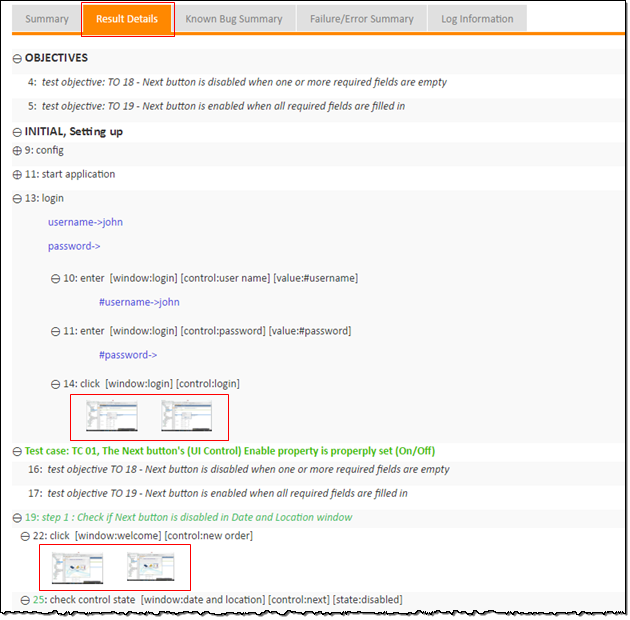 Summary
Result Details
Known Bug Summary
Failure/Error Summary
Log Information
OBJECTIVES
4: test objective: TO 18 - Next button is disabled when one or more required fields are empty
5: test objective: TO 19 - Next button is enabled when all required fields are filled in
INITIAL, Setting up
9: config
11: start application
13: login
username->john
password->
10: enter [window:login] [control:user name] [value:#username]
#username->john
11: enter [window:login] [control:password] [value:#password]
#password->
14: click [window:login] [control:login]
Test case: TC 01, The Next button's (UI Control) Enable property is properply set (On/Off)
16: test objective TO 18 - Next button is disabled when one or more required fields are empty
17: test objective TO 19 - Next button is enabled when all required fields are filled in
19: step 1 : Check if Next button is disabled in Date and Location window
22: click [window:welcome] [control:new order]
25: check control state [window:date and location] [control:next] [state:disabled]